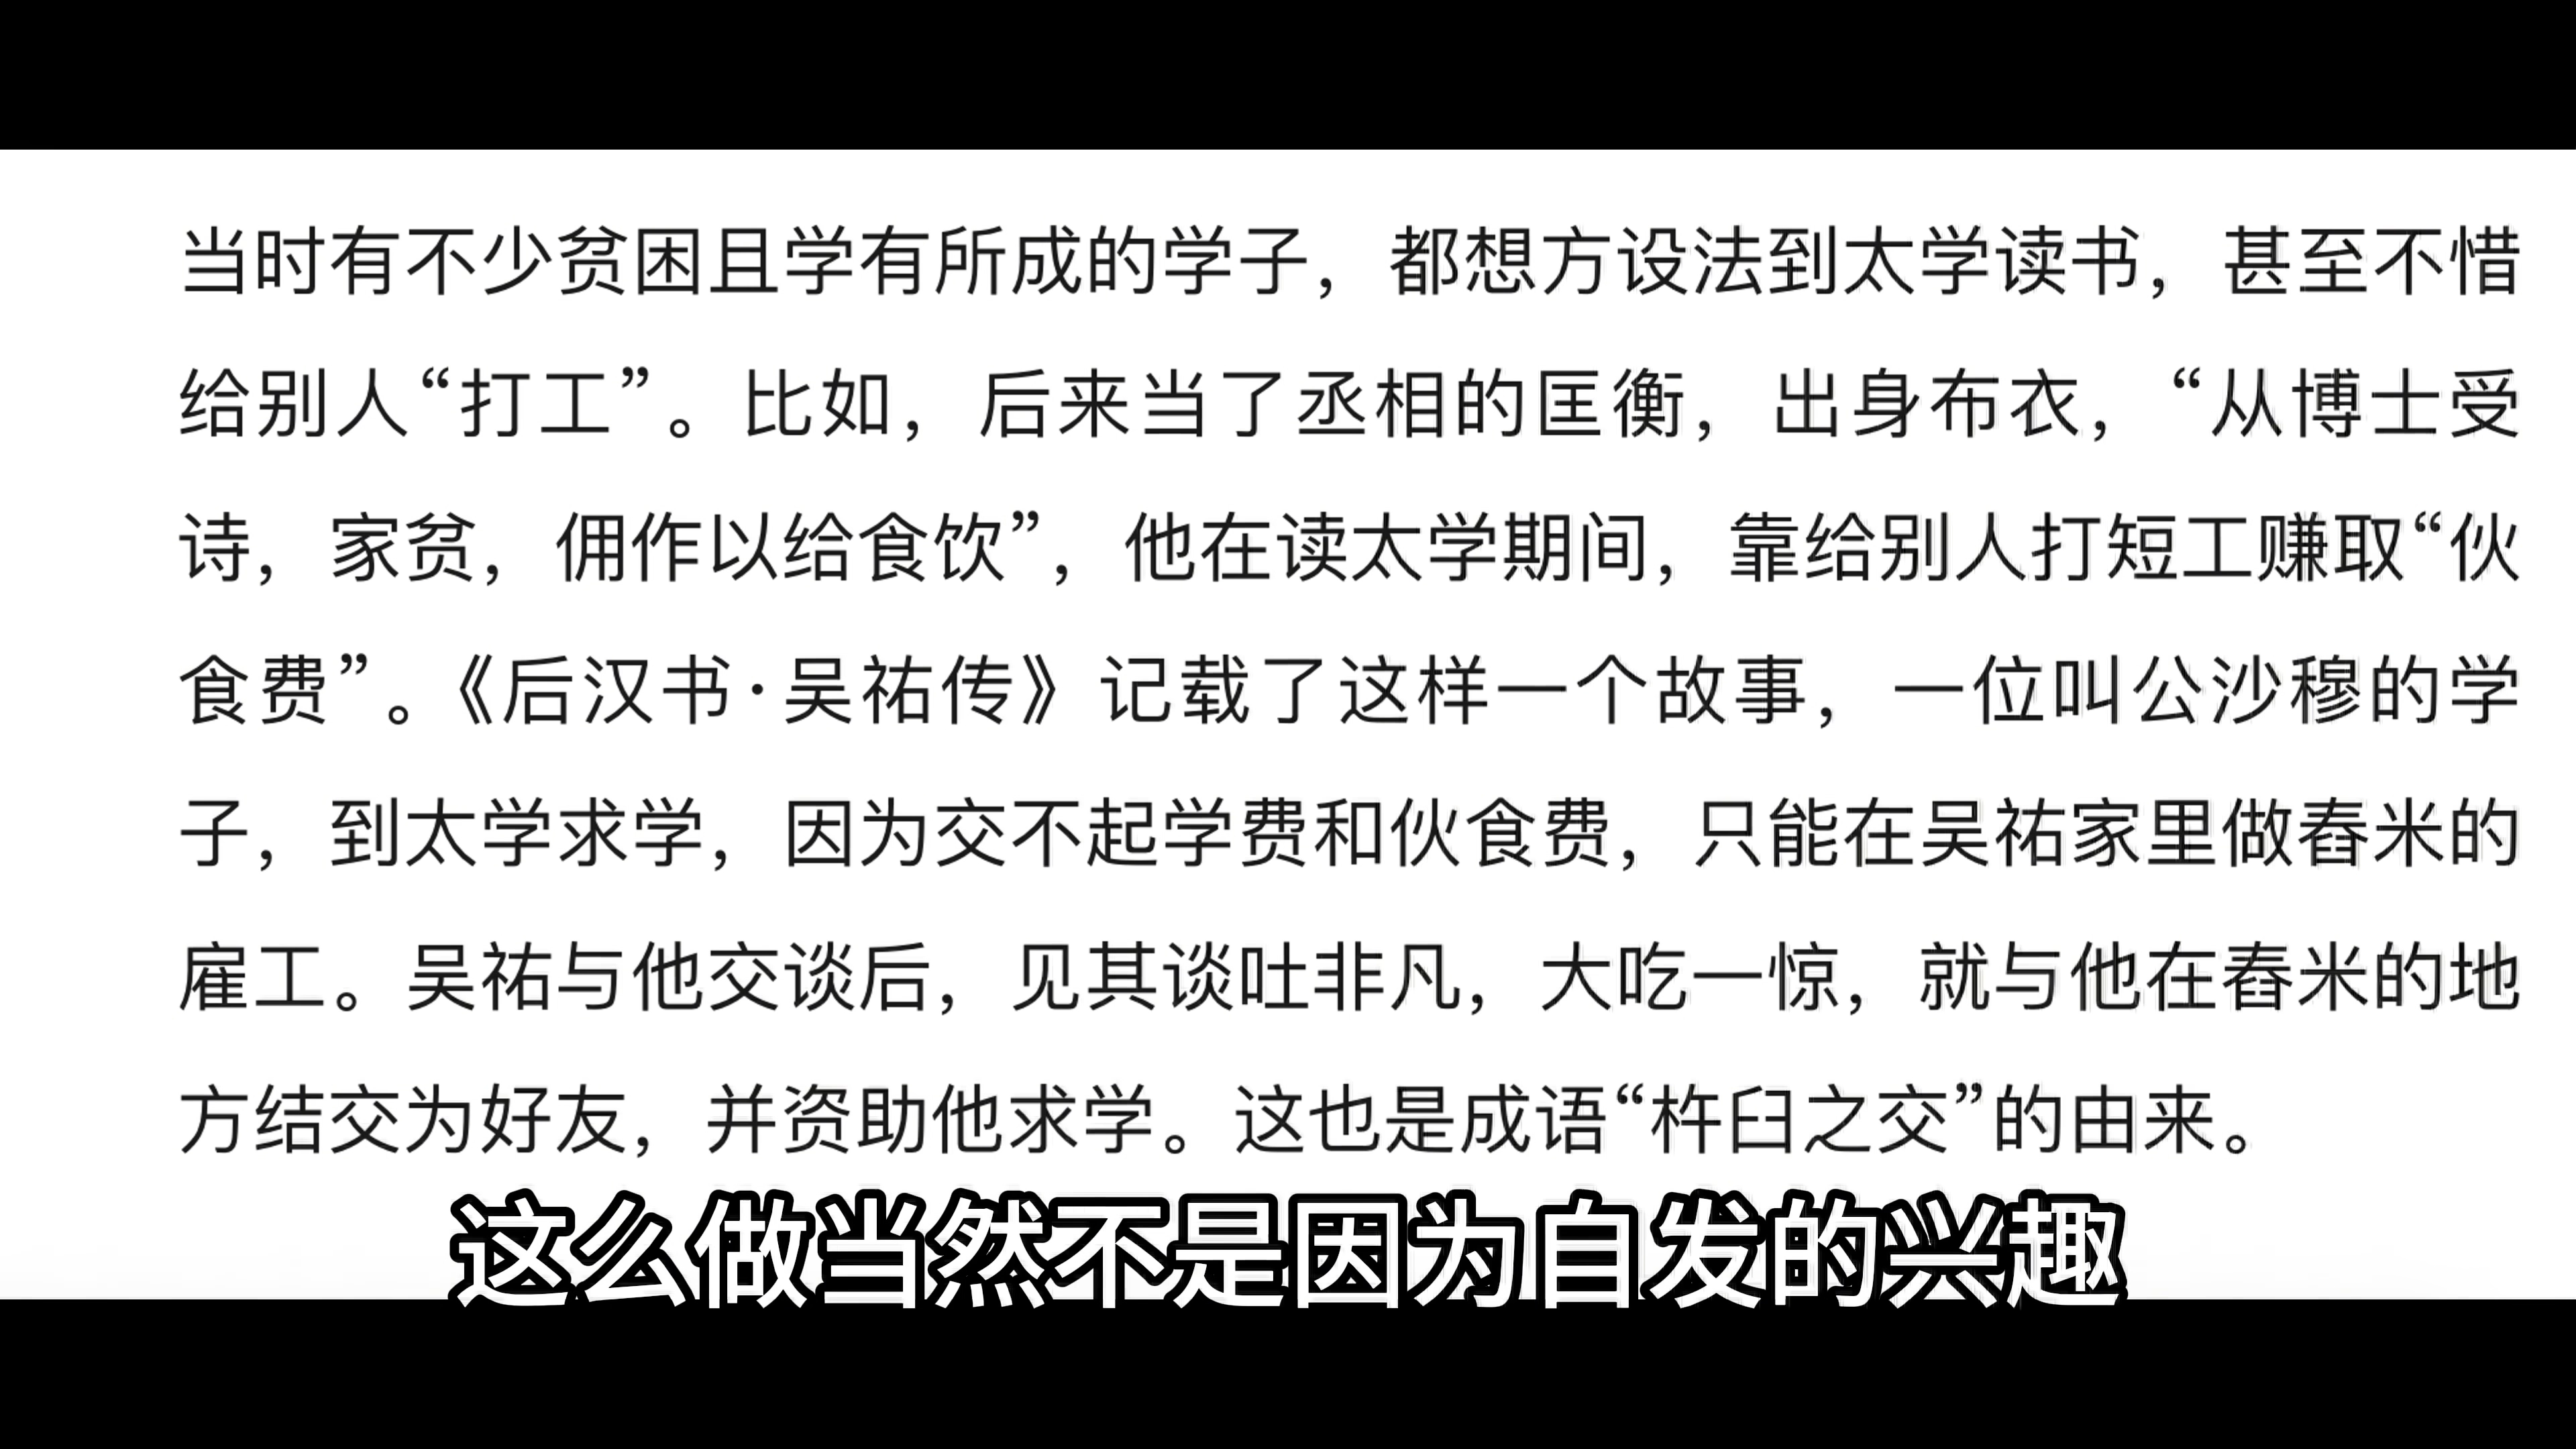 当时有不少贫困且学有所成的学子，都想方设法到太学读书，甚至不惜
给别人“打工”。比如，后来当了丞相的匡衡，出身布衣，“从博士受
诗，家贫，佣作以给食饮”，他在读太学期间，靠给别人打短工赚取“伙
食费”。《后汉书·吴祐传》记载了这样一个故事，一位叫公沙穆的学
子，到太学求学，因为交不起学费和伙食费，只能在吴祐家里做舂米的
雇工。吴祐与他交谈后，见其谈吐非凡，大吃一惊，就与他在舂米的地
方结交为好友，并资助他求学。这也是成语“杵臼之交”的由来。
这么做当然不是因为自发的兴趣